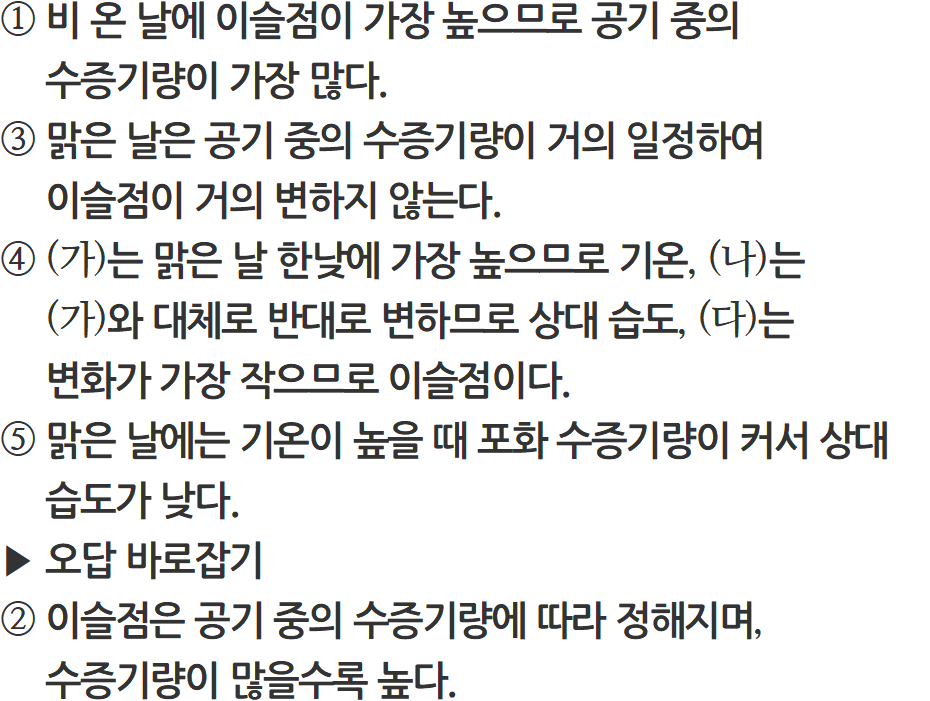 ① 비 온 날에 이슬점이 가장 높으므로 공기 중의
수증기량이 가장 많다.
③ 맑은 날은 공기 중의 수증기량이 거의 일정하여
이슬점이 거의 변하지 않는다.
④ (가)는 맑은 날 한낮에 가장 높으므로 기온, (나)는
(가)와 대체로 반대로 변하므로 상대 습도, (다)는
변화가 가장 작으므로 이슬점이다.
⑤ 맑은 날에는 기온이 높을 때 포화 수증기량이 커서 상대
습도가 낮다.
▶ 오답 바로잡기
② 이슬점은 공기 중의 수증기량에 따라 정해지며,
수증기량이 많을수록 높다.